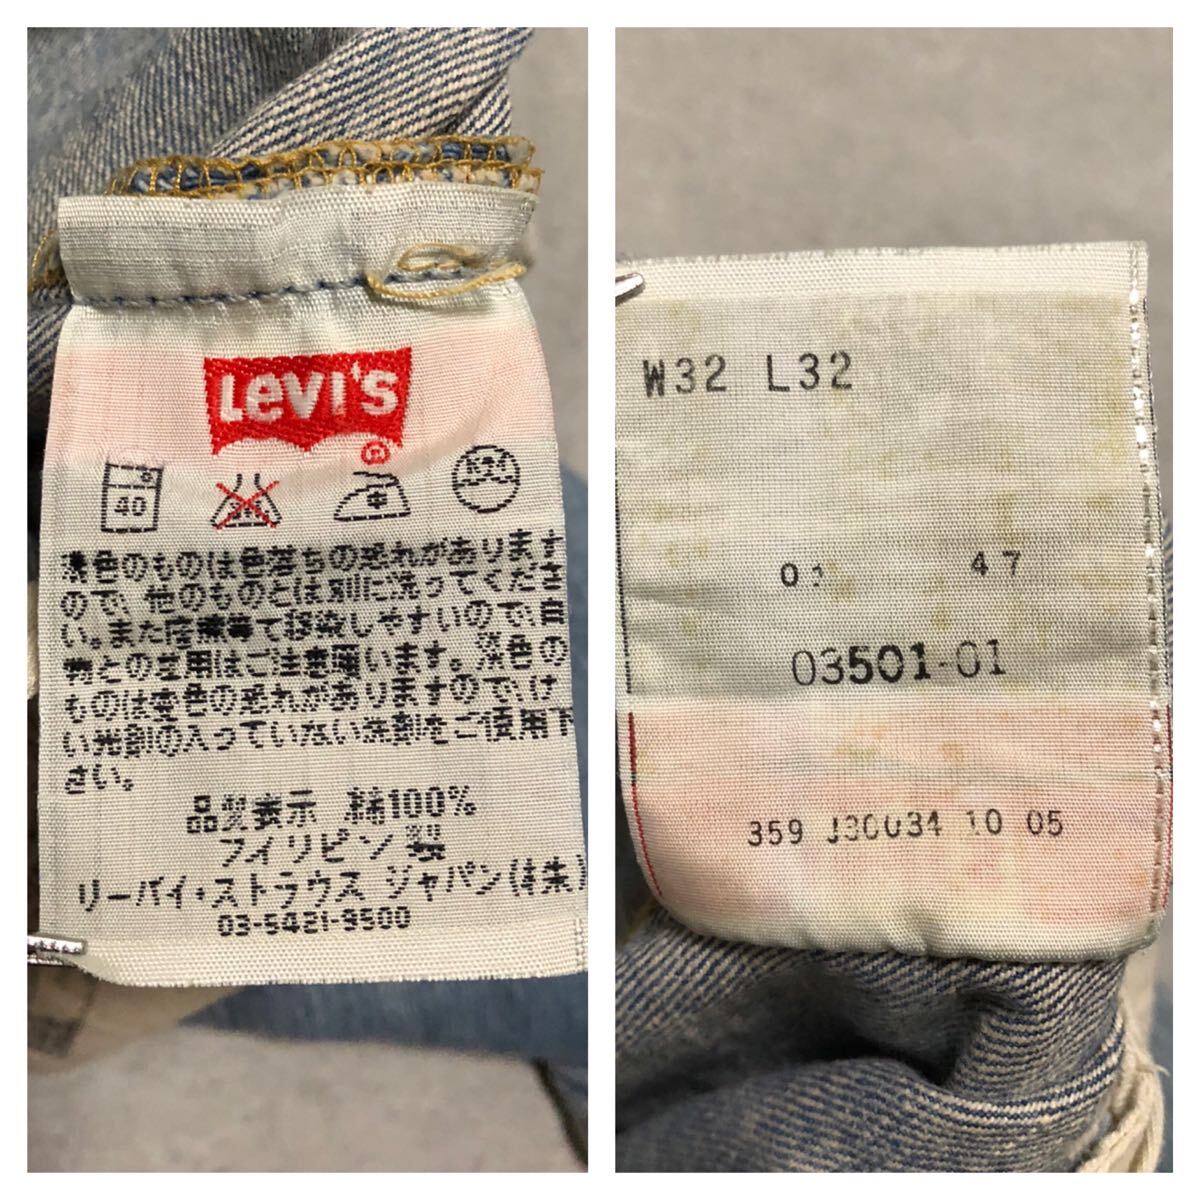 Levi's
®
40
濃色のものは色落ちの恐れがあります
ので、他のものとは別に洗ってくださ
い。また摩擦等で移染しやすいので、白
物との着用はご注意願います。淡色の
ものは変色の恐れがありますので、け
い光剤の入っていない洗剤をご使用下
さい。
品質表示 綿100%
フィリピン製
リーバイ・ストラウス ジャパン(株)
03-5421-9500
W32 L32
47
03501-01
359 J30034 10 05